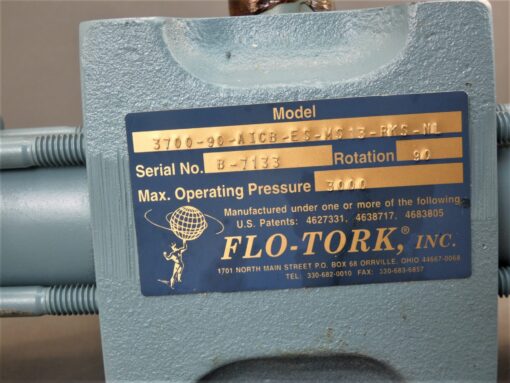 Model
3700-90-AICB-ES-MS13-RKS-NL
Serial No. B-7133 Rotation 90
Max. Operating Pressure 3000
Manufactured under one or more of the following
U.S. Patents: 4627331, 4638717, 4683805
FLO-TORK, INC.
1701 NORTH MAIN STREET P.O. BOX 68 ORRVILLE, OHIO 44667-0068
TEL: 330-682-0010 FAX: 330-683-6857